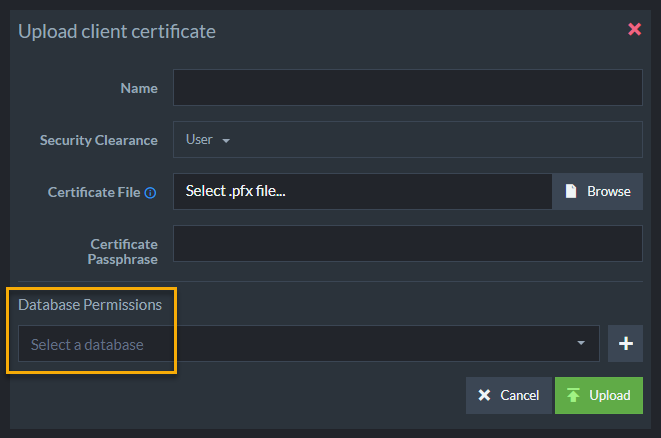 Upload client certificate
Name
Security Clearance
User
Certificate File
Select .pfx file...
Browse
Certificate
Passphrase
Database Permissions
Select a database
Cancel
Upload